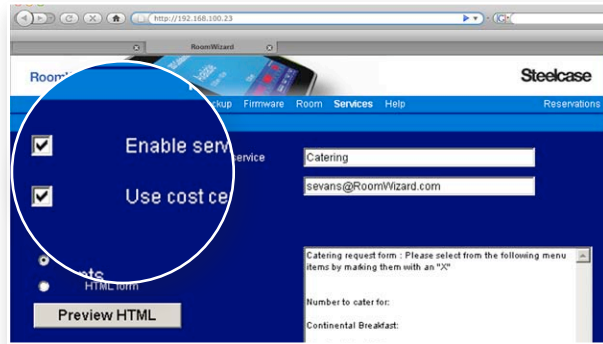 http://192.168.100.23
RoomWizard
Room
Steelcase
kup Firmware Room Services Help Reservations
Enable serv
service
Catering
Use cost ce
sevans@RoomWizard.com
Catering request form : Please select from the following menu
items by marking them with an "X"
Number to cater for:
Continental Breakfast:
HTML form
Preview HTML